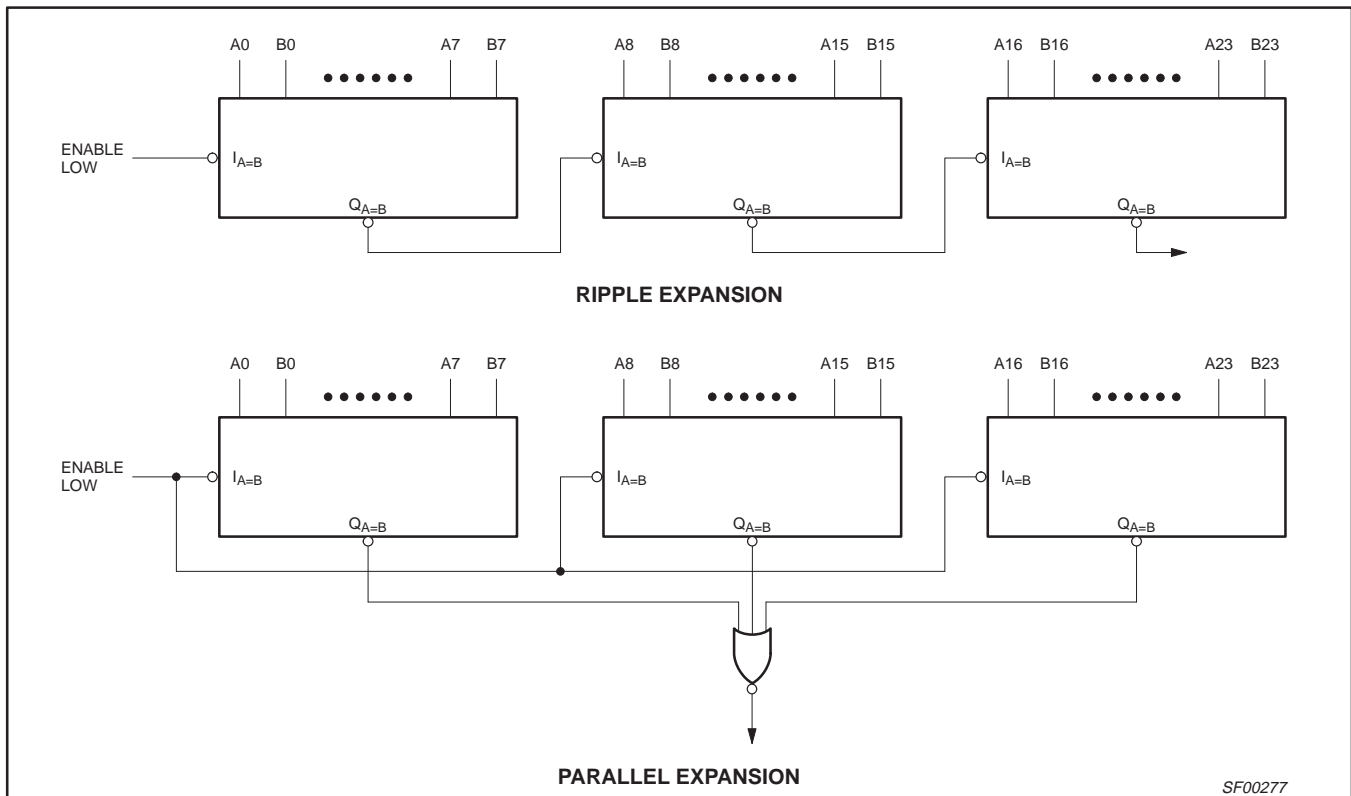 A0 B0 A7 B7 A8 B8 A15 B15 A16 B16 A23 B23
ENABLE
LOW
I_A=B I_A=B I_A=B
Q_A=B Q_A=B Q_A=B
RIPPLE EXPANSION
A0 B0 A7 B7 A8 B8 A15 B15 A16 B16 A23 B23
ENABLE
LOW
I_A=B I_A=B I_A=B
Q_A=B Q_A=B Q_A=B
PARALLEL EXPANSION
SF00277